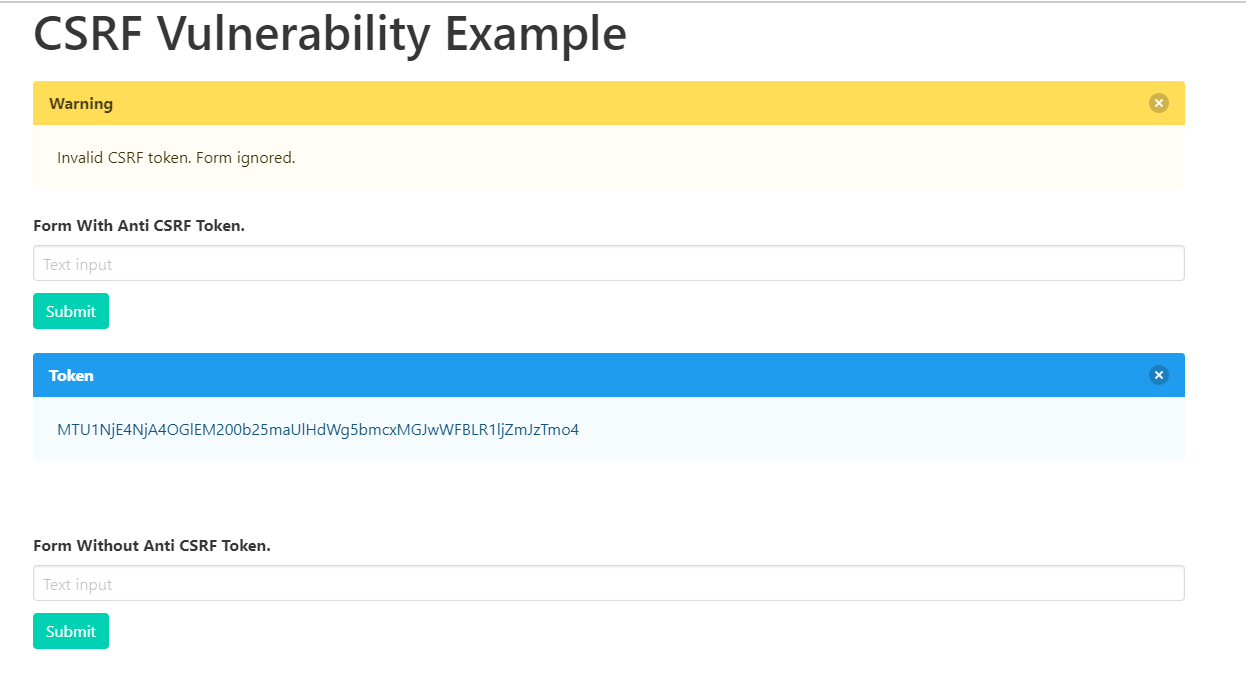 CSRF Vulnerability Example
Warning
Invalid CSRF token. Form ignored.
Form With Anti CSRF Token.
Text input
Submit
Token
MTU1NjE4NjA4OGlEM200b25maUlHdWg5bmcxMGJwWFBLR1ljZmJzTmo4
Form Without Anti CSRF Token.
Text input
Submit